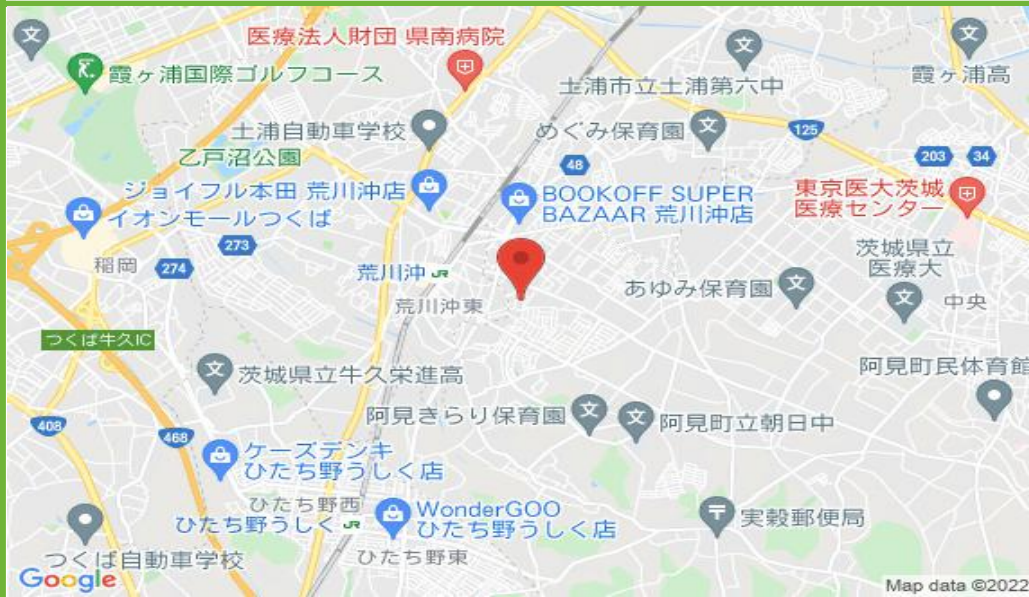 医療法人財団 県南病院
霞ヶ浦国際ゴルフコース
土浦市立土浦第六中
霞ヶ浦高
土浦自動車学校
めぐみ保育園
125
乙戸沼公園
48
203
34
ジョイフル本田 荒川沖店
BOOKOFF SUPER
BAZAAR 荒川沖店
東京医大茨城
医療センター
イオンモールつくば
273
茨城県立
医療大
稲岡
274
荒川沖 JR
あゆみ保育園
荒川沖東
中央
つくば牛久IC
茨城県立牛久栄進高
阿見町民体育館
阿見きらり保育園
阿見町立朝日中
408
468
ケーズデンキ
ひたち野うしく店
ひたち野西
WonderGOO
ひたち野うしく店
実穀郵便局
ひたち野うしく JR
ひたち野東
つくば自動車学校
Google
Map data ©2022